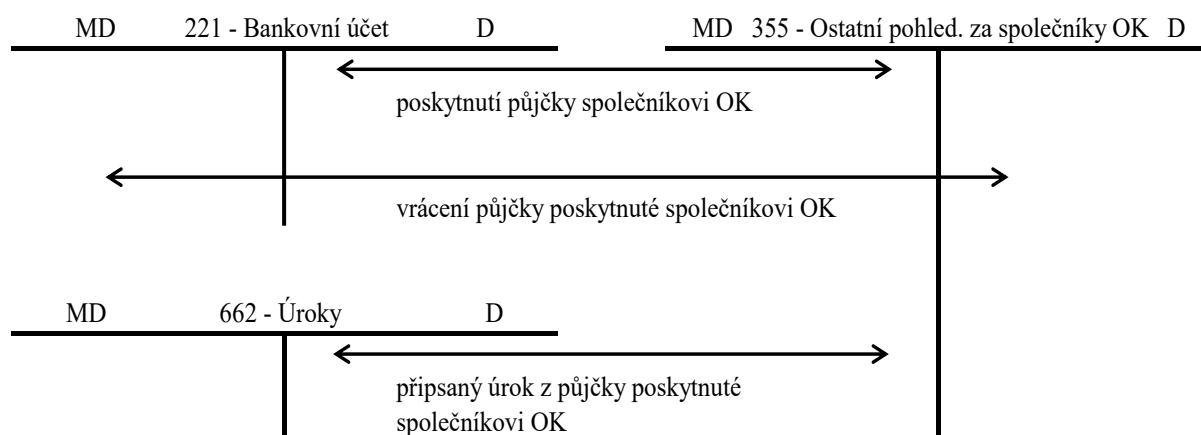 MD 221 - Bankovní účet D MD 355 - Ostatní pohled. za společníky OK D
poskytnutí půjčky společníkovi OK
vrácení půjčky poskytnuté společníkovi OK
MD 662 - Úroky D
připsaný úrok z půjčky poskytnuté
společníkovi OK